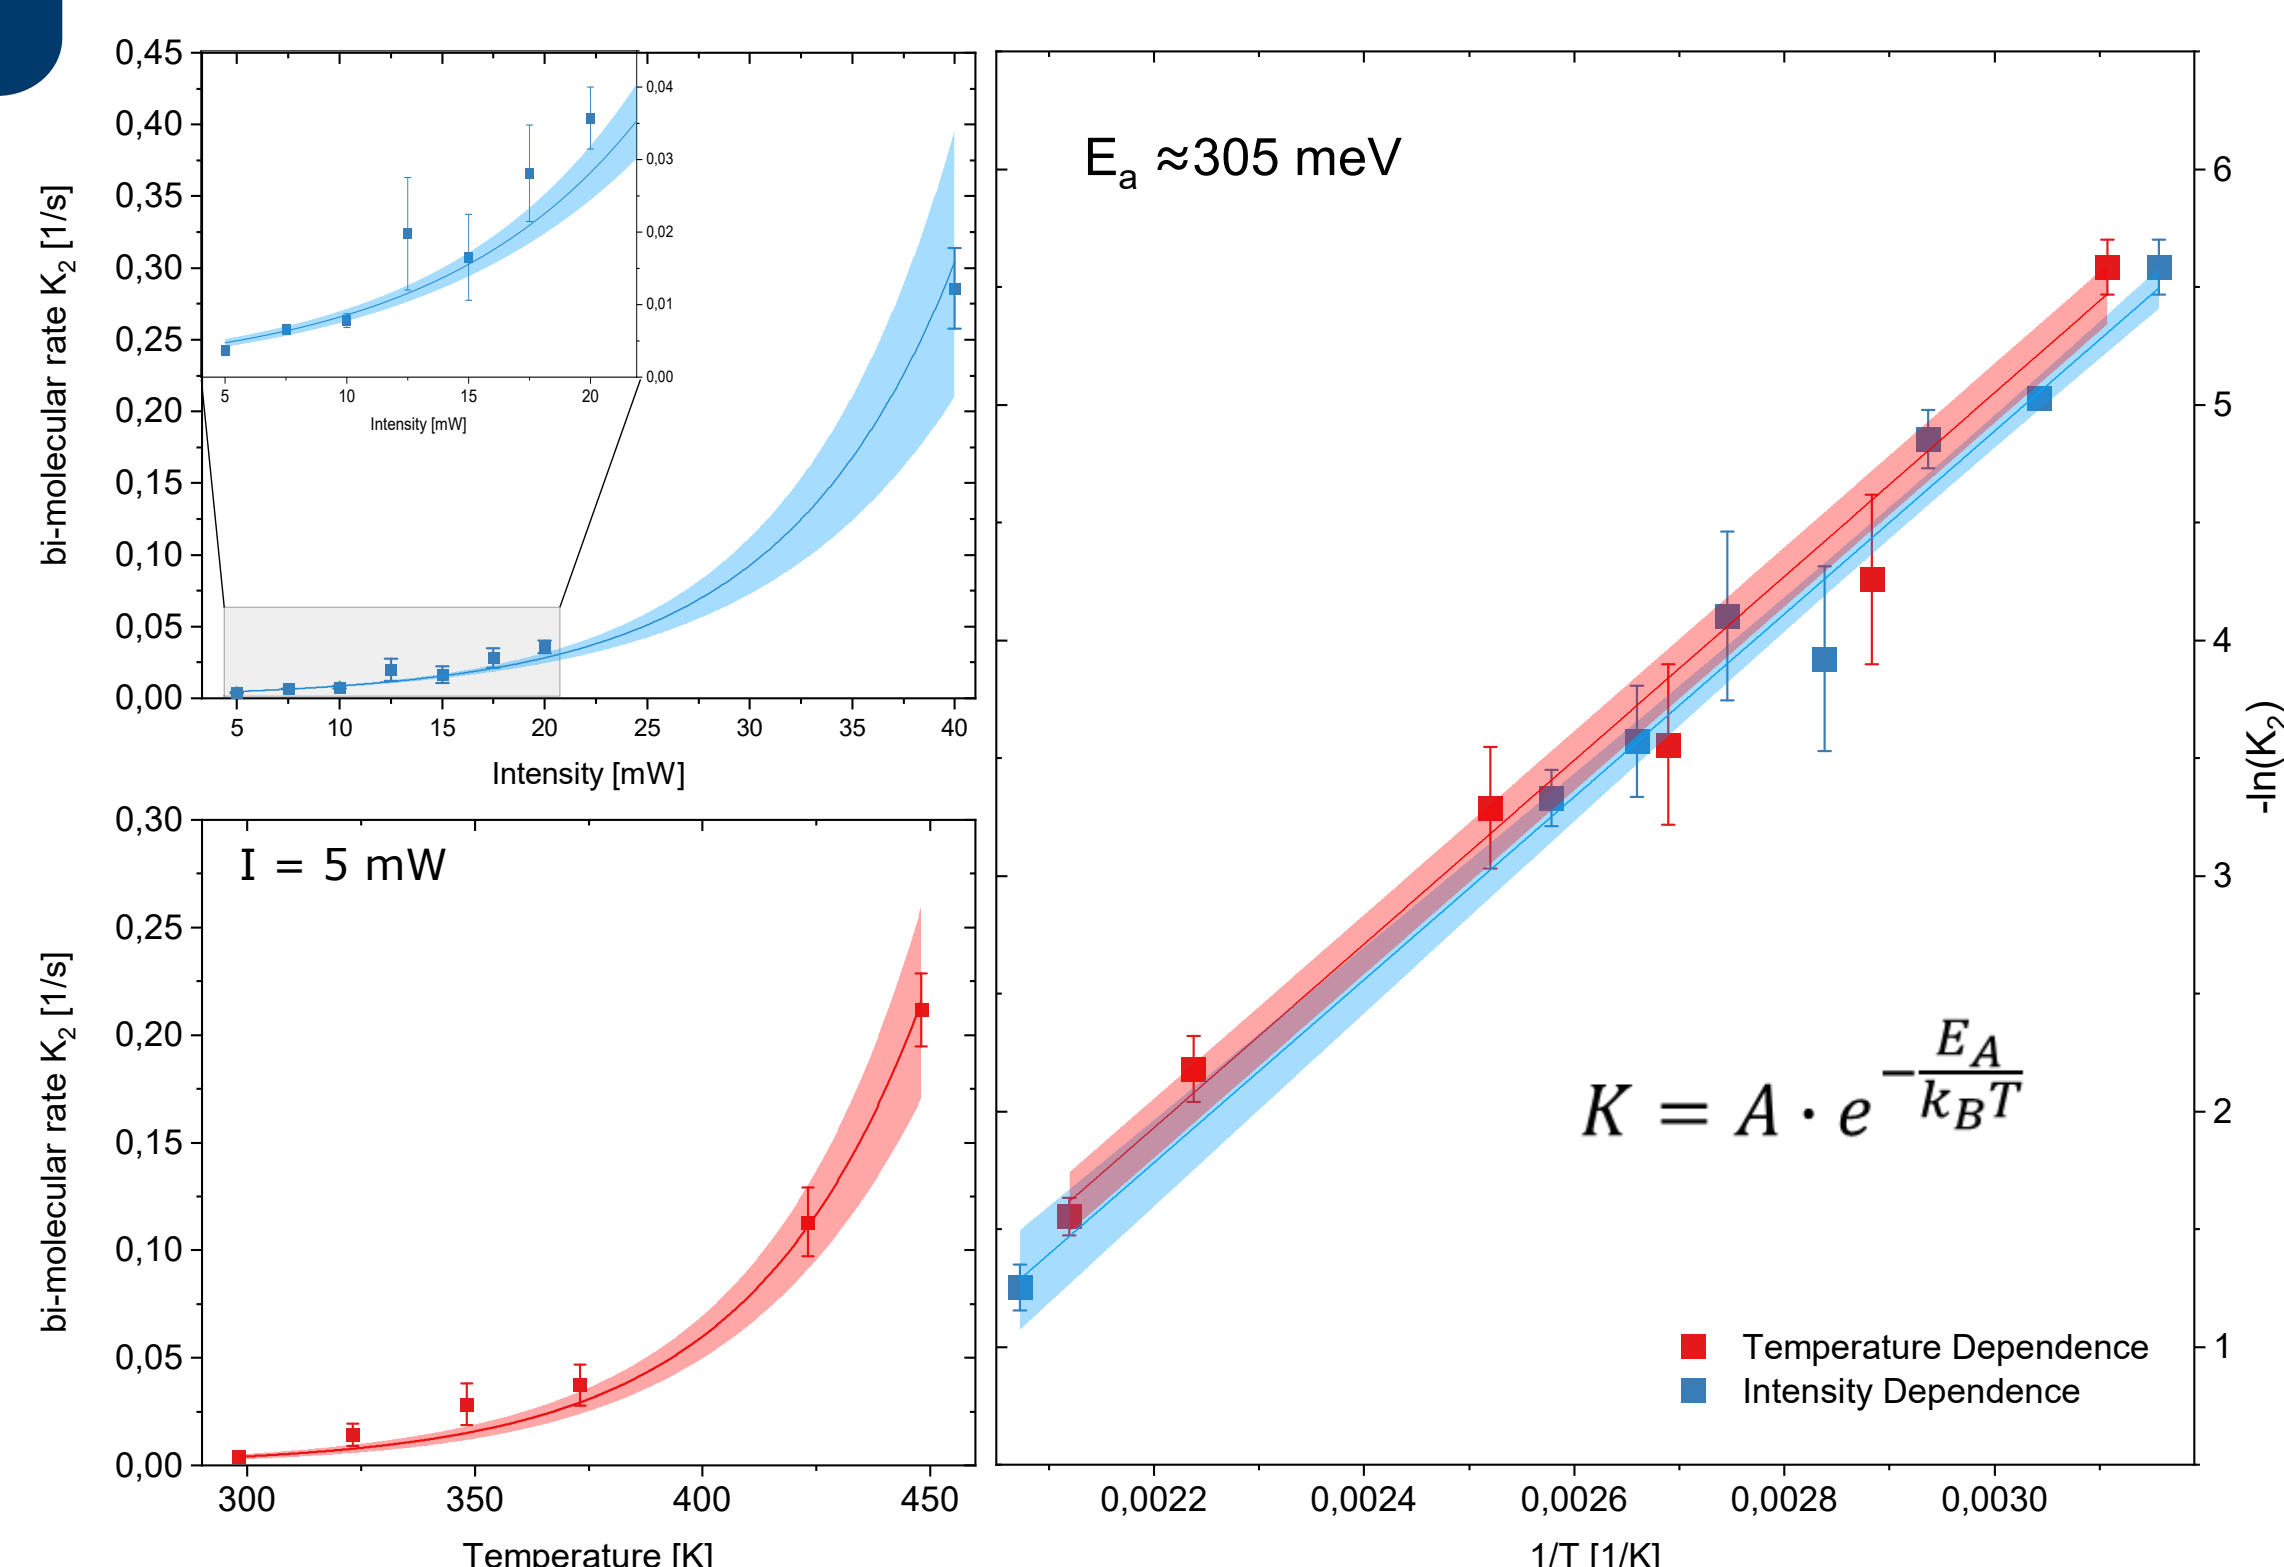 0,45
0,40
0,35
0,30
0,25
0,20
0,15
0,10
0,05
0,00
bi-molecular rate K2 [1/s]
5 10 15 20 25 30 35 40
Intensity [mW]
0,04
0,03
0,02
0,01
0,00
5 10 15 20
Intensity [mW]
I = 5 mW
0,30
0,25
0,20
0,15
0,10
0,05
0,00
bi-molecular rate K2 [1/s]
300 350 400 450
Temperature [K]
Ea ≈305 meV
6
5
4
3
2
1
-ln(K2)
K = A · e^(-EA/kBT)
Temperature Dependence
Intensity Dependence
0,0022 0,0024 0,0026 0,0028 0,0030
1/T [1/K]